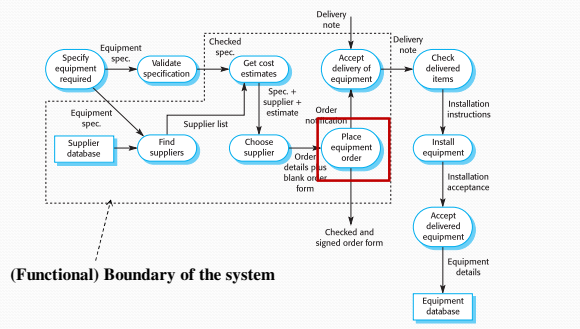 Delivery
note
Equipment
spec.
Checked
spec.
Delivery
note
Specify
equipment
required
Validate
specification
Get cost
estimates
Accept
delivery of
equipment
Check
delivered
items
Equipment
spec.
Supplier list
Spec. +
supplier +
estimate
Order
notification
Installation
instructions
Supplier
database
Find
suppliers
Choose
supplier
Order
details plus
blank order
form
Place
equipment
order
Install
equipment
Installation
acceptance
Checked and
signed order form
Accept
delivered
equipment
Equipment
details
(Functional) Boundary of the system
Equipment
database